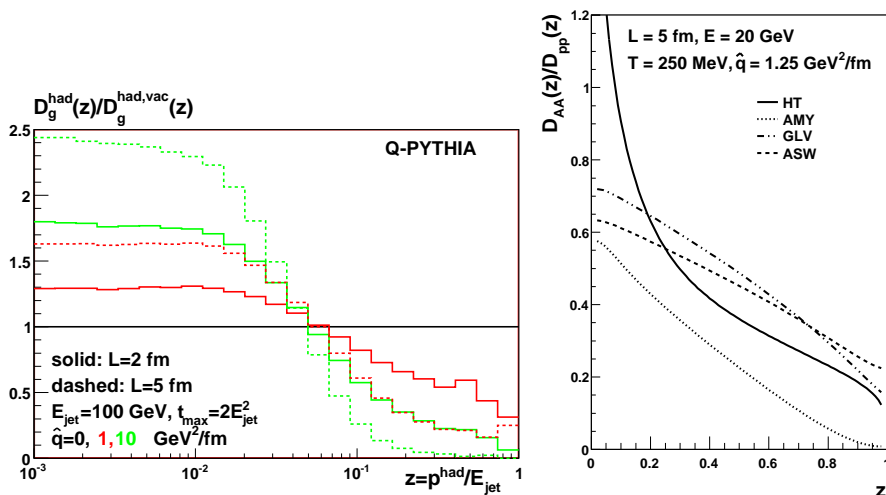 D_g^had(z)/D_g^had,vac(z)
2.5
2
1.5
1
0.5
0
Q-PYTHIA
solid: L=2 fm
dashed: L=5 fm
E_jet=100 GeV, t_max=2E_jet^2
q̂=0, 1,10 GeV²/fm
10^-3
10^-2
10^-1
1
z=p^had/E_jet
D_AA(z)/D_pp(z)
1.2
1
0.8
0.6
0.4
0.2
0
L = 5 fm, E = 20 GeV
T = 250 MeV, q̂ = 1.25 GeV²/fm
HT
AMY
GLV
ASW
0
0.2
0.4
0.6
0.8
1
z